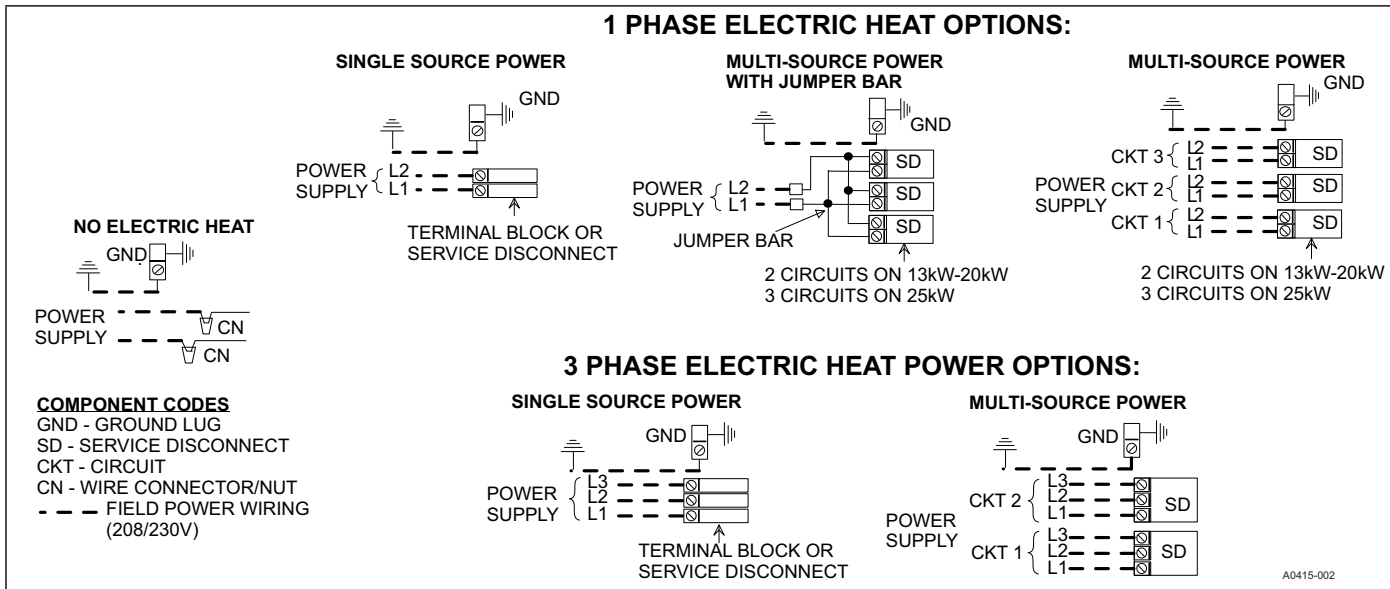 1 PHASE ELECTRIC HEAT OPTIONS:
SINGLE SOURCE POWER
GND
POWER
SUPPLY
L2
L1
TERMINAL BLOCK OR
SERVICE DISCONNECT
MULTI-SOURCE POWER
WITH JUMPER BAR
GND
POWER
SUPPLY
L2
L1
SD
SD
SD
JUMPER BAR
2 CIRCUITS ON 13kW-20kW
3 CIRCUITS ON 25kW
MULTI-SOURCE POWER
GND
POWER
SUPPLY
CKT 3
L2
L1
SD
CKT 2
L2
L1
SD
CKT 1
L2
L1
SD
2 CIRCUITS ON 13kW-20kW
3 CIRCUITS ON 25kW
NO ELECTRIC HEAT
GND
POWER
SUPPLY
CN
CN
COMPONENT CODES
GND - GROUND LUG
SD - SERVICE DISCONNECT
CKT - CIRCUIT
CN - WIRE CONNECTOR/NUT
FIELD POWER WIRING
(208/230V)
3 PHASE ELECTRIC HEAT POWER OPTIONS:
SINGLE SOURCE POWER
GND
POWER
SUPPLY
L3
L2
L1
TERMINAL BLOCK OR
SERVICE DISCONNECT
MULTI-SOURCE POWER
GND
POWER
SUPPLY
CKT 2
L3
L2
L1
SD
CKT 1
L3
L2
L1
SD
A0415-002